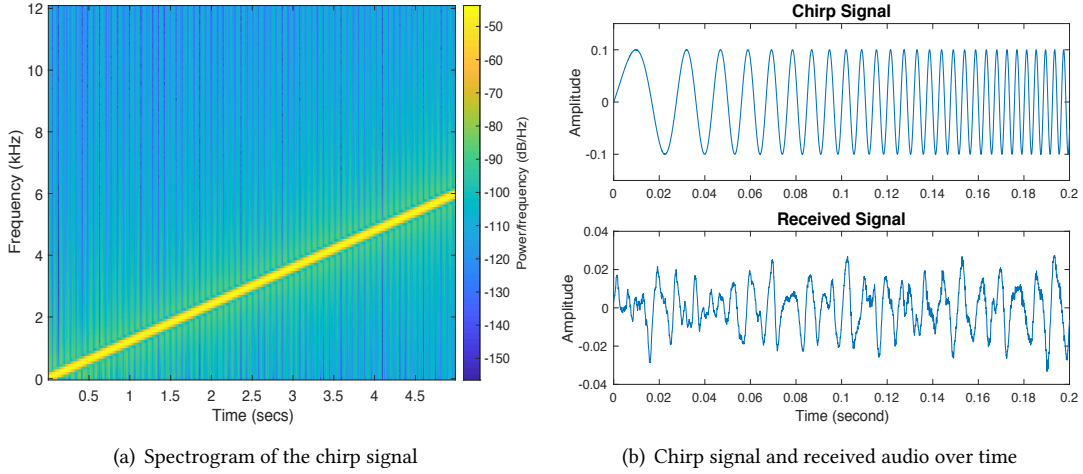 12
10
8
6
4
2
0
Frequency (kHz)
0.5 1 1.5 2 2.5 3 3.5 4 4.5
Time (secs)
-50
-60
-70
-80
-90
-100
-110
-120
-130
-140
-150
Power/frequency (dB/Hz)
(a) Spectrogram of the chirp signal
Chirp Signal
0.1
0
-0.1
Amplitude
0 0.02 0.04 0.06 0.08 0.1 0.12 0.14 0.16 0.18 0.2
Received Signal
0.04
0.02
0
-0.02
-0.04
Amplitude
0 0.02 0.04 0.06 0.08 0.1 0.12 0.14 0.16 0.18 0.2
Time (second)
(b) Chirp signal and received audio over time